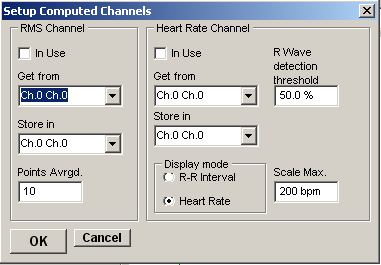 Setup Computed Channels
RMS Channel
In Use
Get from
Ch.0 Ch.0
Store in
Ch.0 Ch.0
Points Avrgd.
10
Heart Rate Channel
In Use
Get from
Ch.0 Ch.0
Store in
Ch.0 Ch.0
R Wave
detection
threshold
50.0 %
Display mode
R-R Interval
Heart Rate
Scale Max.
200 bpm
OK
Cancel